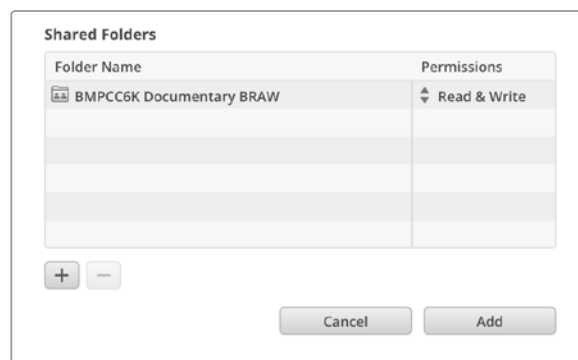 Shared Folders
Folder Name Permissions
BMPCC6K Documentary BRAW Read & Write
+ −
Cancel Add